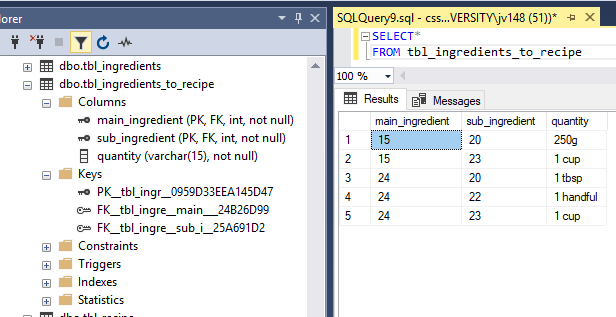 lorer
dbo.tbl_ingredients
dbo.tbl_ingredients_to_recipe
Columns
main_ingredient (PK, FK, int, not null)
sub_ingredient (PK, FK, int, not null)
quantity (varchar(15), not null)
Keys
PK__tbl_ingr__0959D33EEA145D47
FK__tbl_ingre__main___24B26D99
FK__tbl_ingre__sub_i__25A691D2
Constraints
Triggers
Indexes
Statistics
SQLQuery9.sql - css...VERSITY\jv148 (51))*
SELECT*
FROM tbl_ingredients_to_recipe
100 %
Results Messages
main_ingredient sub_ingredient quantity
1 15 20 250g
2 15 23 1 cup
3 24 20 1 tbsp
4 24 22 1 handful
5 24 23 1 cup